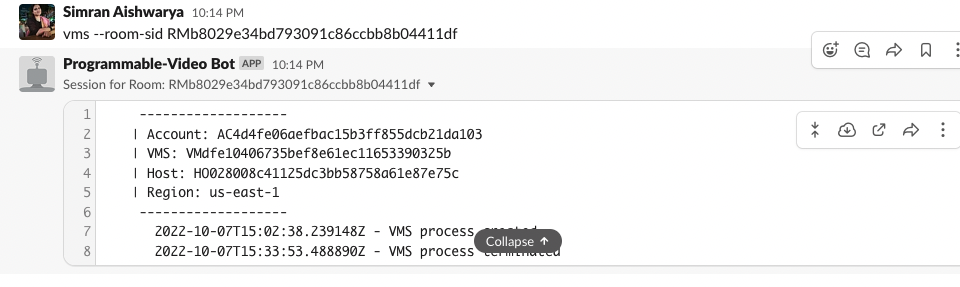 Simran Aishwarya 10:14 PM
vms --room-sid RMb8029e34bd793091c86ccbb8b04411df
Programmable-Video Bot APP 10:14 PM
Session for Room: RMb8029e34bd793091c86ccbb8b04411df
1 -------------------
2 | Account: AC4d4fe06aefbac15b3ff855dcb21da103
3 | VMS: VMdfe10406735bef8e61ec11653390325b
4 | Host: HO028008c41125dc3bb58758a61e87e75c
5 | Region: us-east-1
6 -------------------
7 2022-10-07T15:02:38.239148Z - VMS process
Collapse
8 2022-10-07T15:33:53.488890Z - VMS process terminated